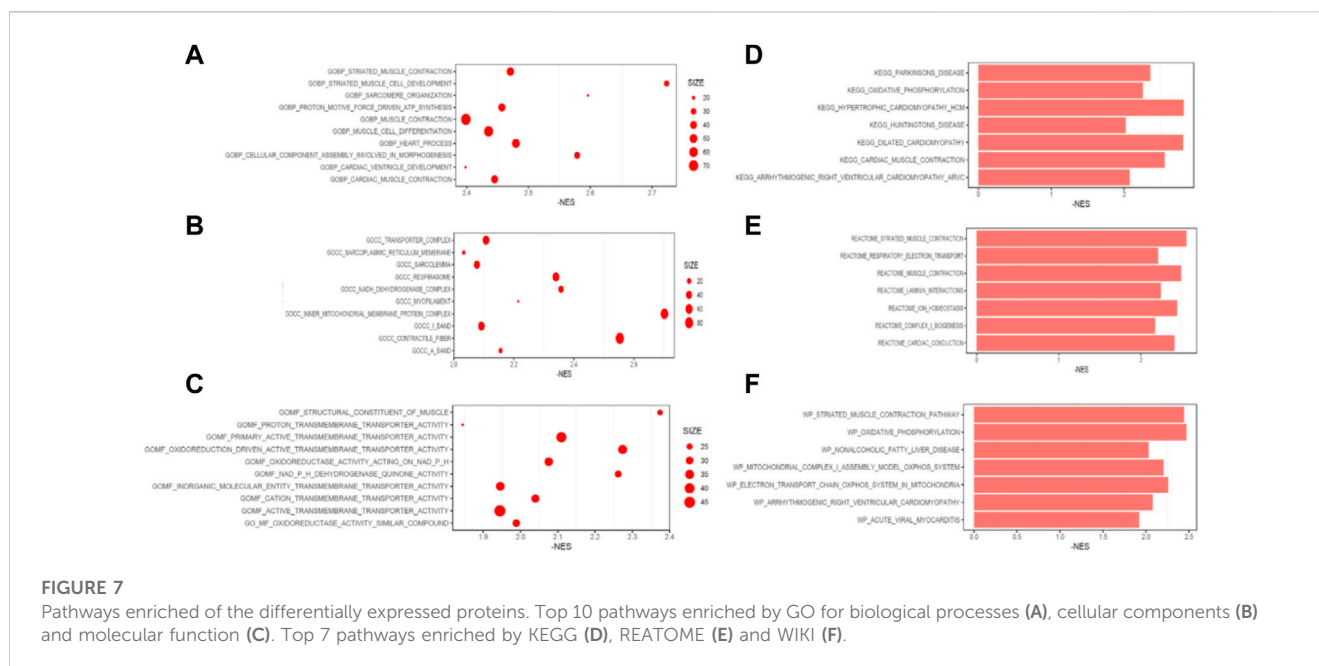 A
GOBP_STRIATED_MUSCLE_CONTRACTION
GOBP_STRIATED_MUSCLE_CELL_DEVELOPMENT
GOBP_SARCOMERE_ORGANIZATION
GOBP_PROTON_MOTIVE_FORCE_DRIVEN_ATP_SYNTHESIS
GOBP_MUSCLE_CONTRACTION
GOBP_MUSCLE_CELL_DIFFERENTIATION
GOBP_HEART_PROCESS
GOBP_CELLULAR_COMPONENT_ASSEMBLY_INVOLVED_IN_MORPHOGENESIS
GOBP_CARDIAC_VENTRICLE_DEVELOPMENT
GOBP_CARDIAC_MUSCLE_CONTRACTION
2.4 2.5 2.6 2.7
-NES
SIZE
20
30
40
50
60
70
B
GOCC_TRANSPORTER_COMPLEX
GOCC_SARCOPLASMIC_RETICULUM_MEMBRANE
GOCC_SARCOLEMMA
GOCC_RESPIRASOME
GOCC_NADH_DEHYDROGENASE_COMPLEX
GOCC_MYOFILAMENT
GOCC_INNER_MITOCHONDRIAL_MEMBRANE_PROTEIN_COMPLEX
GOCC_I_BAND
GOCC_CONTRACTILE_FIBER
GOCC_A_BAND
2.0 2.2 2.4 2.6
-NES
SIZE
20
40
60
80
C
GOMF_STRUCTURAL_CONSTITUENT_OF_MUSCLE
GOMF_PROTON_TRANSMEMBRANE_TRANSPORTER_ACTIVITY
GOMF_PRIMARY_ACTIVE_TRANSMEMBRANE_TRANSPORTER_ACTIVITY
GOMF_OXIDOREDUCTION_DRIVEN_ACTIVE_TRANSMEMBRANE_TRANSPORTER_ACTIVITY
GOMF_OXIDOREDUCTASE_ACTIVITY_ACTING_ON_NAD_P_H
GOMF_NAD_P_H_DEHYDROGENASE_QUINONE_ACTIVITY
GOMF_INORGANIC_MOLECULAR_ENTITY_TRANSMEMBRANE_TRANSPORTER_ACTIVITY
GOMF_CATION_TRANSMEMBRANE_TRANSPORTER_ACTIVITY
GOMF_ACTIVE_TRANSMEMBRANE_TRANSPORTER_ACTIVITY
GO_MF_OXIDOREDUCTASE_ACTIVITY_SIMILAR_COMPOUND
1.9 2.0 2.1 2.2 2.3 2.4
-NES
SIZE
25
30
35
40
45
D
KEGG_PARKINSONS_DISEASE
KEGG_OXIDATIVE_PHOSPHORYLATION
KEGG_HYPERTROPHIC_CARDIOMYOPATHY_HCM
KEGG_HUNTINGTONS_DISEASE
KEGG_DILATED_CARDIOMYOPATHY
KEGG_CARDIAC_MUSCLE_CONTRACTION
KEGG_ARRHYTHMOGENIC_RIGHT_VENTRICULAR_CARDIOMYOPATHY_ARVC
0 1 2
-NES
E
REACTOME_STRIATED_MUSCLE_CONTRACTION
REACTOME_RESPIRATORY_ELECTRON_TRANSPORT
REACTOME_MUSCLE_CONTRACTION
REACTOME_LAMININ_INTERACTIONS
REACTOME_ION_HOMEOSTASIS
REACTOME_COMPLEX_I_BIOGENESIS
REACTOME_CARDIAC_CONDUCTION
0 1 2
-NES
F
WP_STRIATED_MUSCLE_CONTRACTION_PATHWAY
WP_OXIDATIVE_PHOSPHORYLATION
WP_NONALCOHOLIC_FATTY_LIVER_DISEASE
WP_MITOCHONDRIAL_COMPLEX_I_ASSEMBLY_MODEL_OXPHOS_SYSTEM
WP_ELECTRON_TRANSPORT_CHAIN_OXPHOS_SYSTEM_IN_MITOCHONDRIA
WP_ARRHYTHMOGENIC_RIGHT_VENTRICULAR_CARDIOMYOPATHY
WP_ACUTE_VIRAL_MYOCARDITIS
0.0 0.5 1.0 1.5 2.0 2.5
-NES
FIGURE 7
Pathways enriched of the differentially expressed proteins. Top 10 pathways enriched by GO for biological processes (A), cellular components (B)
and molecular function (C). Top 7 pathways enriched by KEGG (D), REATOME (E) and WIKI (F).